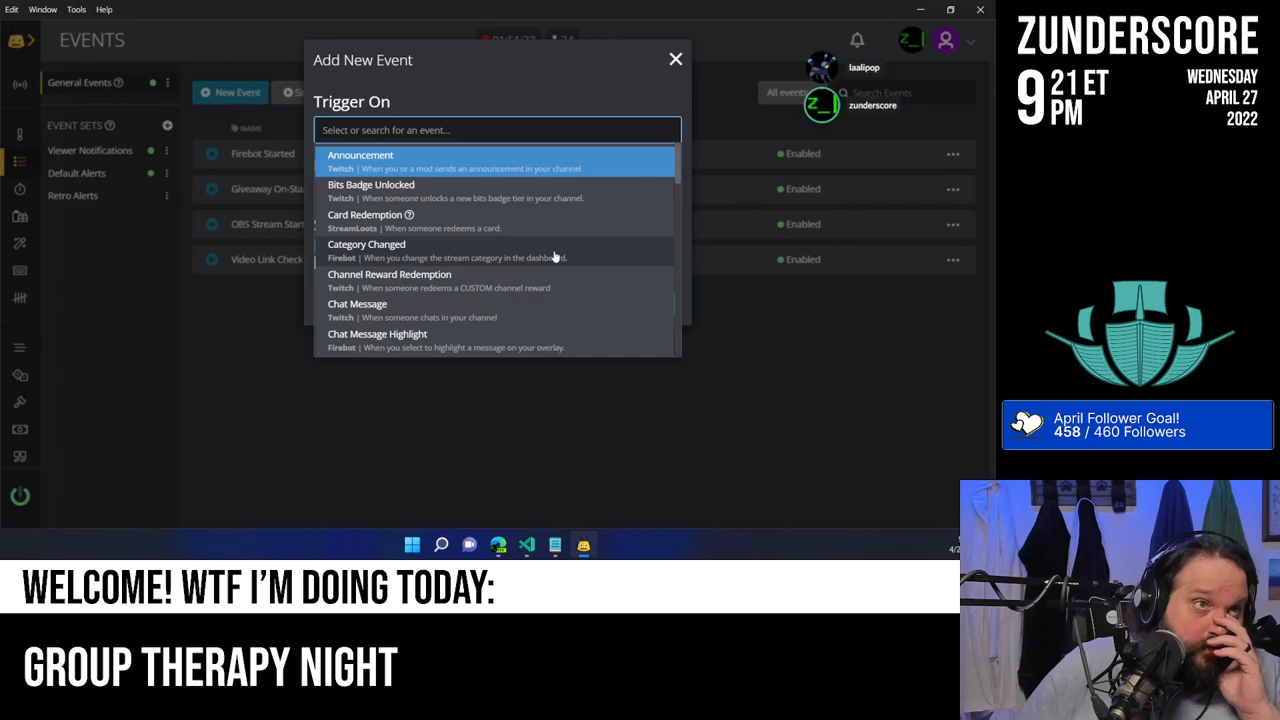 Edit Window Tools Help
EVENTS
General Events
New Event
EVENT SETS
Viewer Notifications
Default Alerts
Retro Alerts
NAME
Firebot Started
Giveaway On-Sta
OBS Stream Start
Video Link Check
All events
Search Events
Enabled
Enabled
Enabled
Enabled
Add New Event
Trigger On
Select or search for an event...
Announcement
Twitch | When you or a mod sends an announcement in your channel
Bits Badge Unlocked
Twitch | When someone unlocks a new bits badge tier in your channel.
Card Redemption
StreamLoots | When someone redeems a card.
Category Changed
Firebot | When you change the stream category in the dashboard.
Channel Reward Redemption
Twitch | When someone redeems a CUSTOM channel reward
Chat Message
Twitch | When someone chats in your channel
Chat Message Highlight
Firebot | When you select to highlight a message on your overlay.
laalipop
zunderscore
ZUNDERSCORE
9 21 ET
PM
WEDNESDAY
APRIL 27
2022
April Follower Goal!
458 / 460 Followers
WELCOME! WTF I'M DOING TODAY:
GROUP THERAPY NIGHT